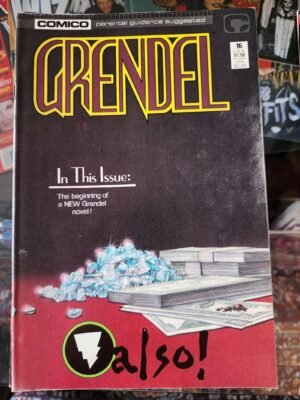 COMICO parental guidance suggested
GRENDEL
16
$1.50
In This Issue:
The beginning of
a NEW Grendel
novel!
also!